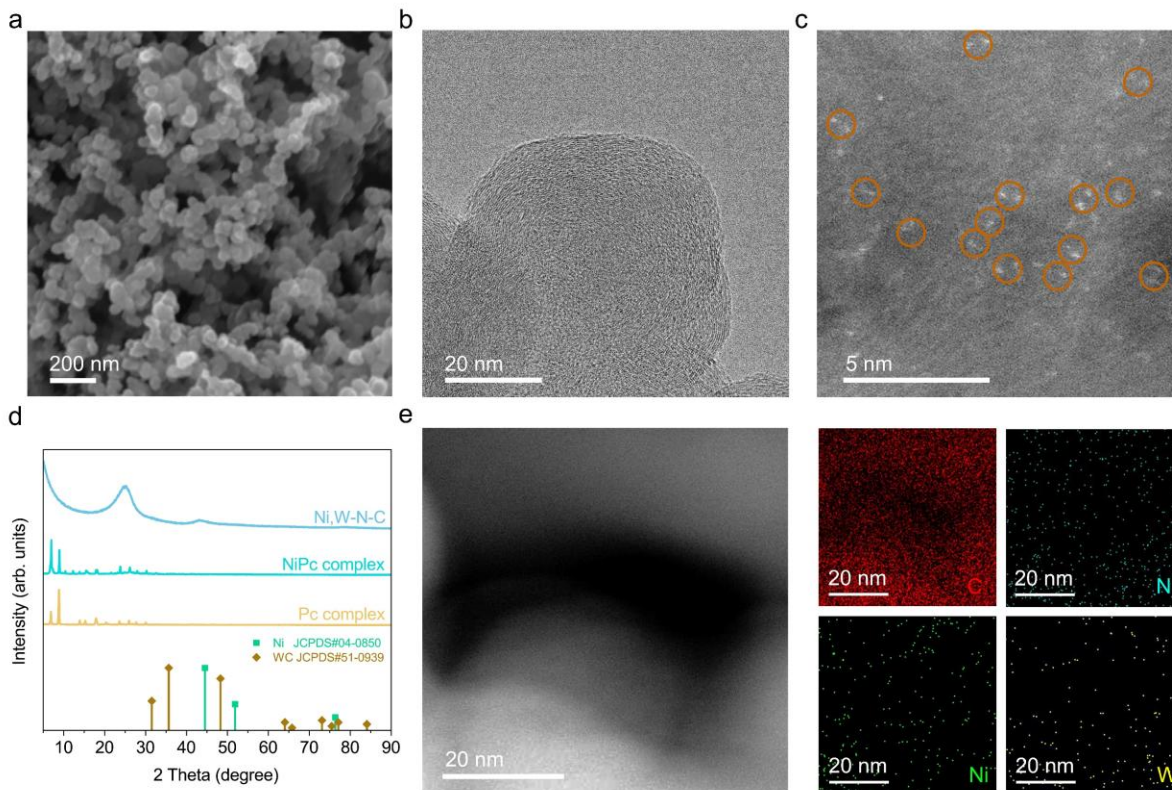 a
b
c
200 nm
20 nm
5 nm
d
e
Intensity (arb. units)
Ni,W-N-C
NiPc complex
Pc complex
Ni JCPDS#04-0850
WC JCPDS#51-0939
10 20 30 40 50 60 70 80 90
2 Theta (degree)
20 nm
20 nm
C
20 nm
N
20 nm
Ni
20 nm
W